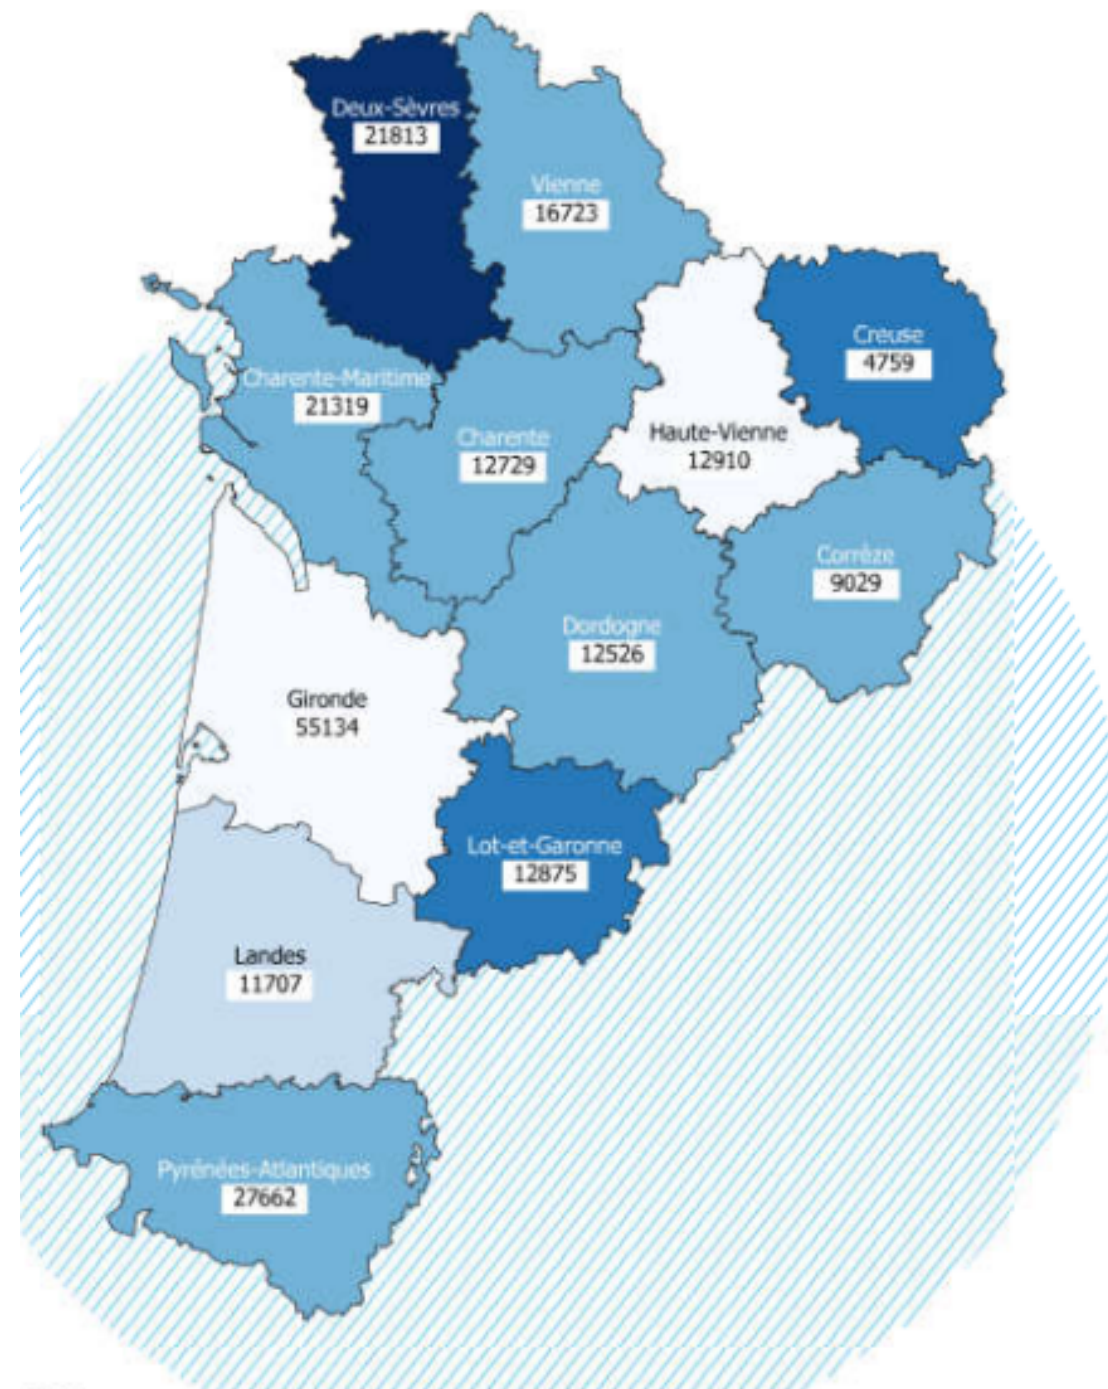 Deux-Sèvres
21813
Vienne
16723
Creuse
4759
Charente-Maritime
21319
Charente
12729
Haute-Vienne
12910
Corrèze
9029
Dordogne
12526
Gironde
55134
Lot-et-Garonne
12875
Landes
11707
Pyrénées-Atlantiques
27662